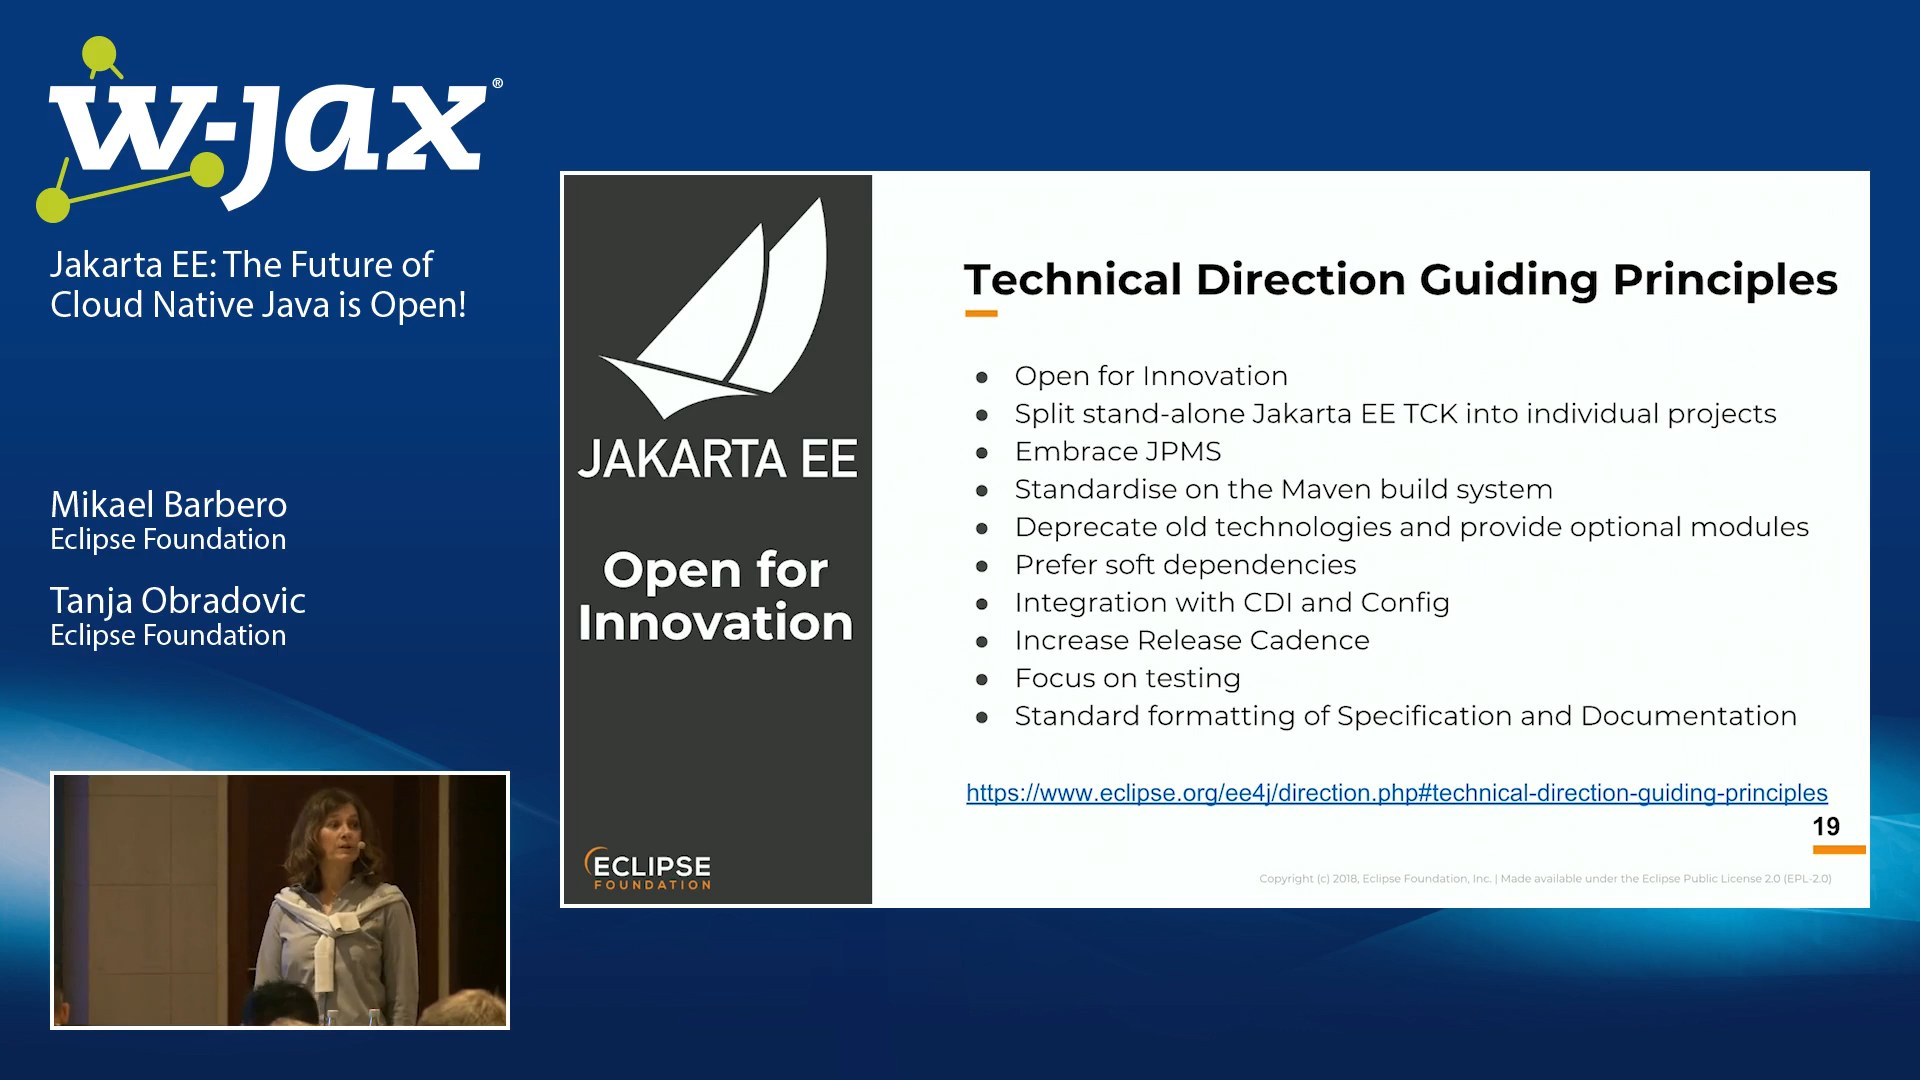 w-jax®
Jakarta EE: The Future of
Cloud Native Java is Open!
Mikael Barbero
Eclipse Foundation
Tanja Obradovic
Eclipse Foundation
JAKARTA EE
Open for
Innovation
ECLIPSE
FOUNDATION
Technical Direction Guiding Principles
● Open for Innovation
● Split stand-alone Jakarta EE TCK into individual projects
● Embrace JPMS
● Standardise on the Maven build system
● Deprecate old technologies and provide optional modules
● Prefer soft dependencies
● Integration with CDI and Config
● Increase Release Cadence
● Focus on testing
● Standard formatting of Specification and Documentation
https://www.eclipse.org/ee4j/direction.php#technical-direction-guiding-principles
19
Copyright (c) 2018, Eclipse Foundation, Inc. | Made available under the Eclipse Public License 2.0 (EPL-2.0)